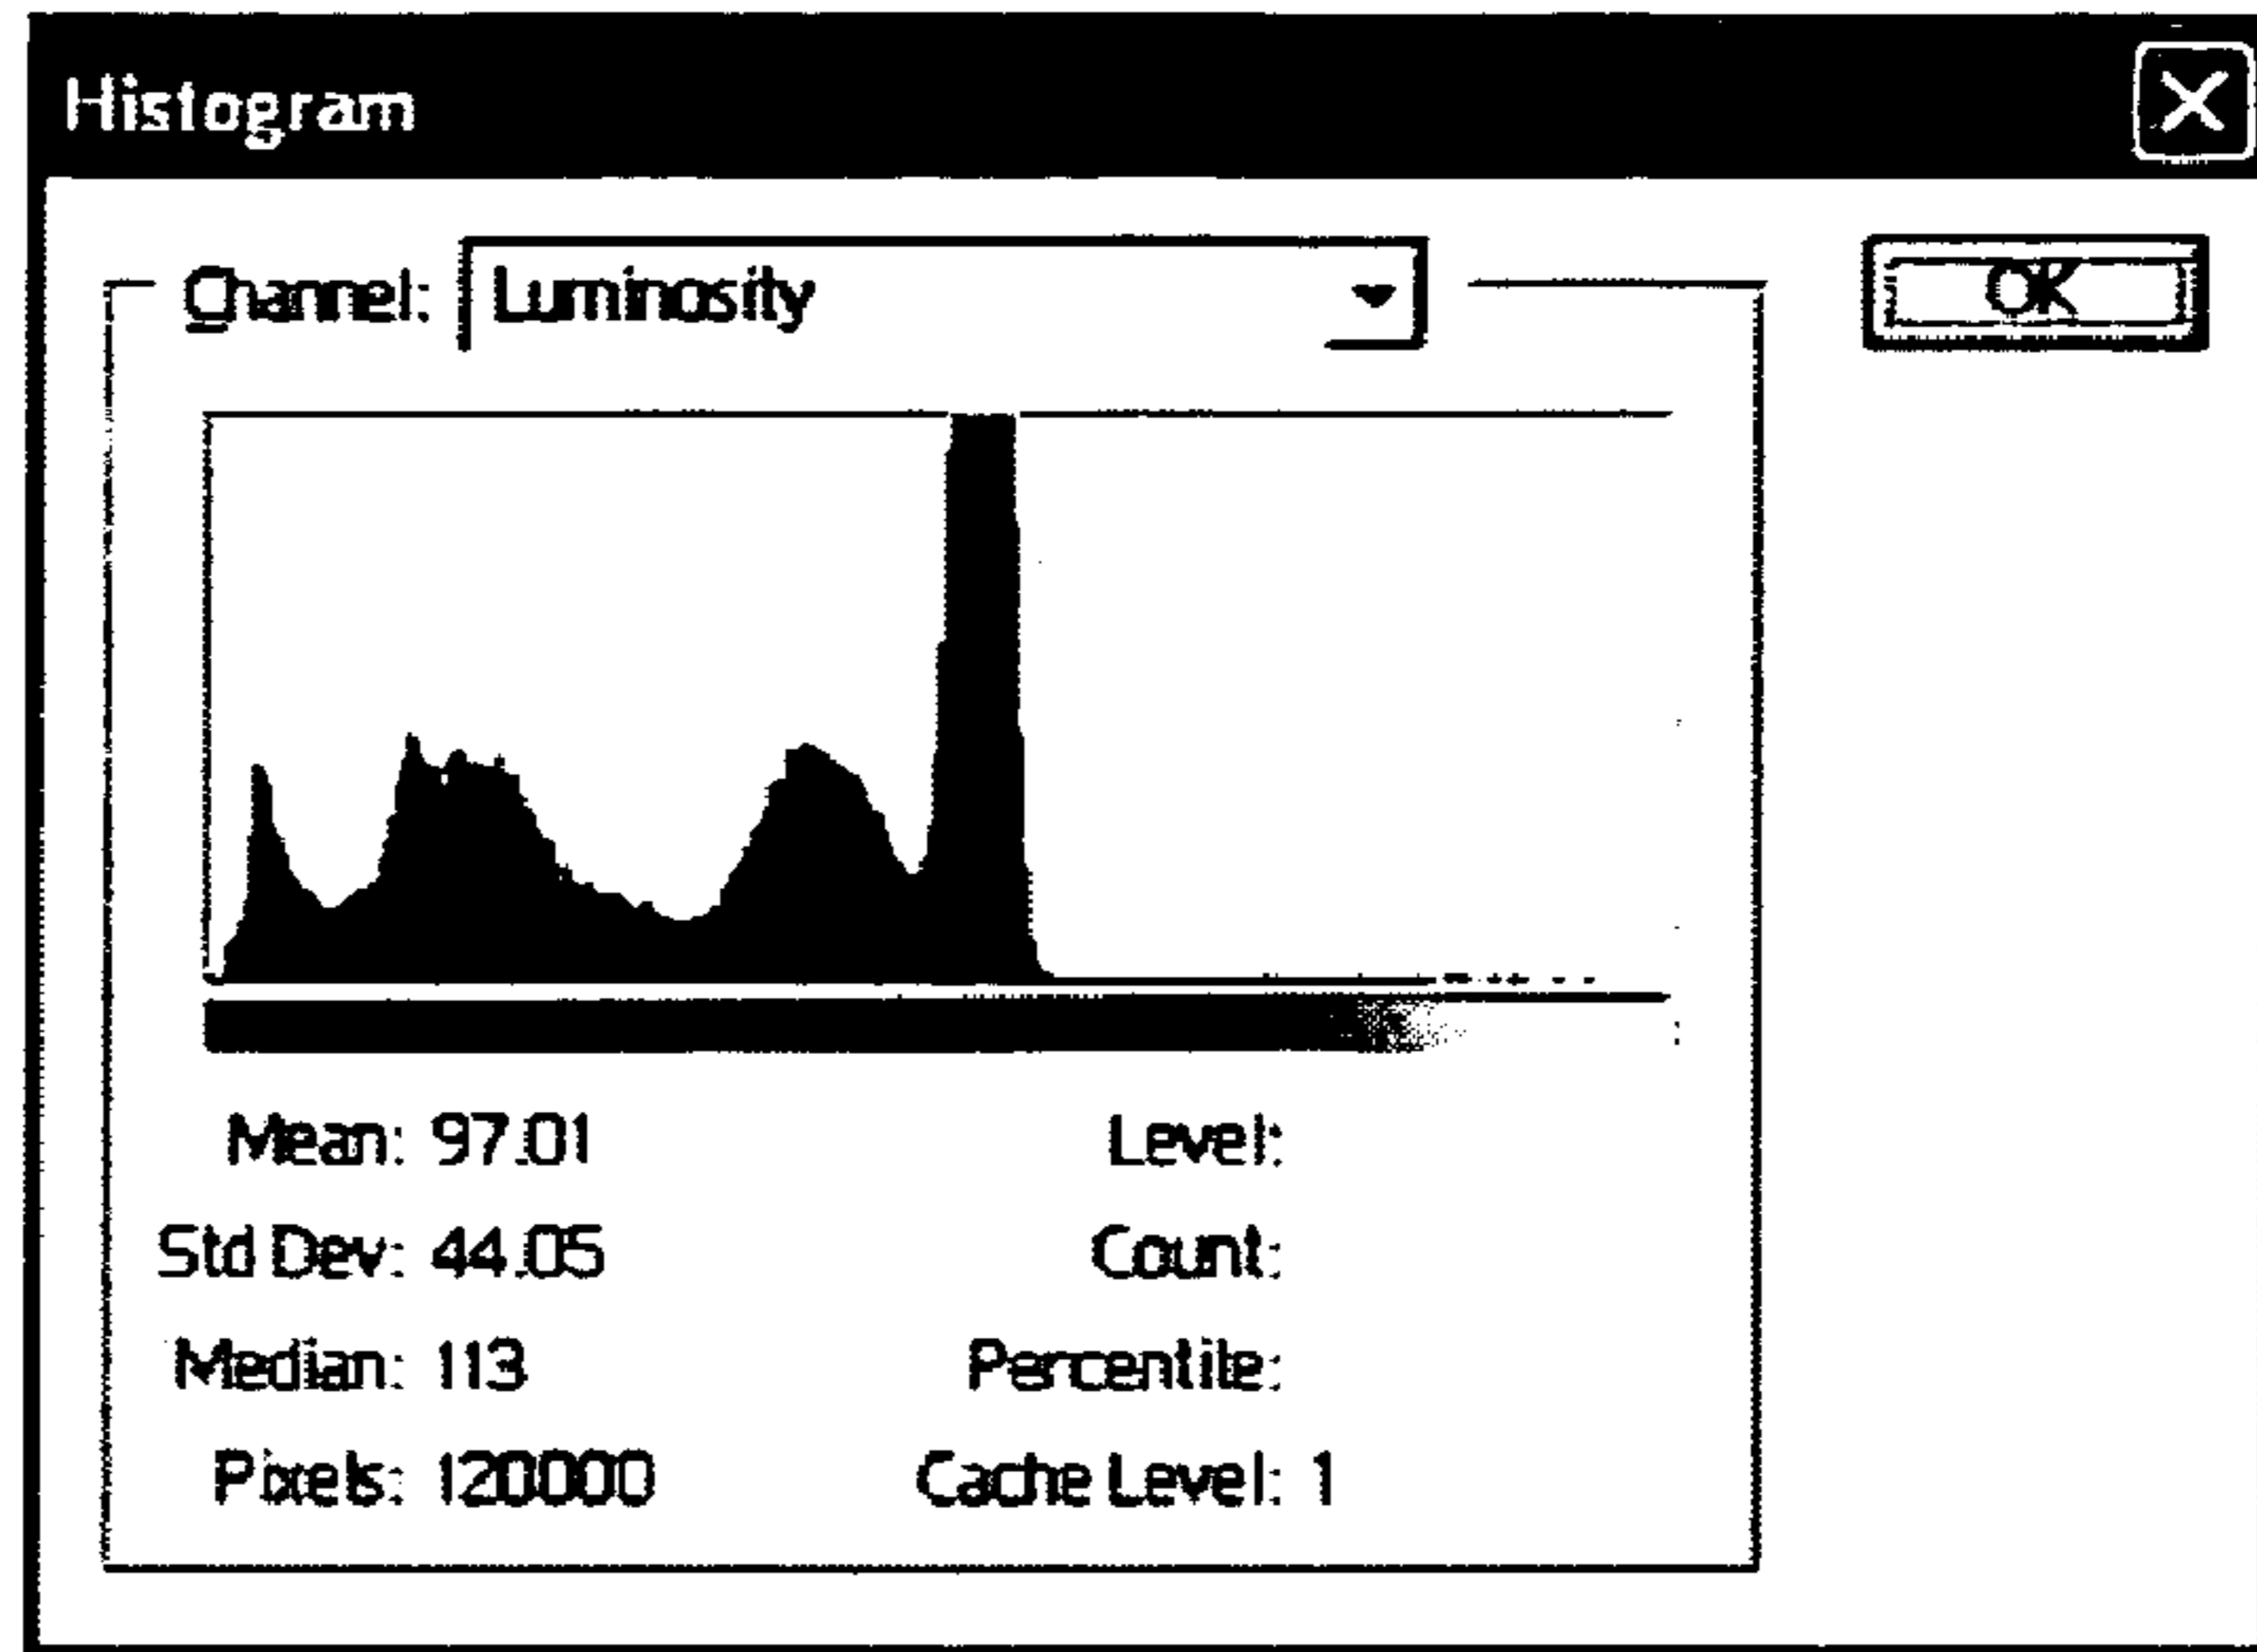 Histogram
Channel: Luminosity
OK
Mean: 97.01
Level:
Std Dev: 44.05
Count:
Median: 113
Percentile:
Pixels: 120000
Cache Level: 1